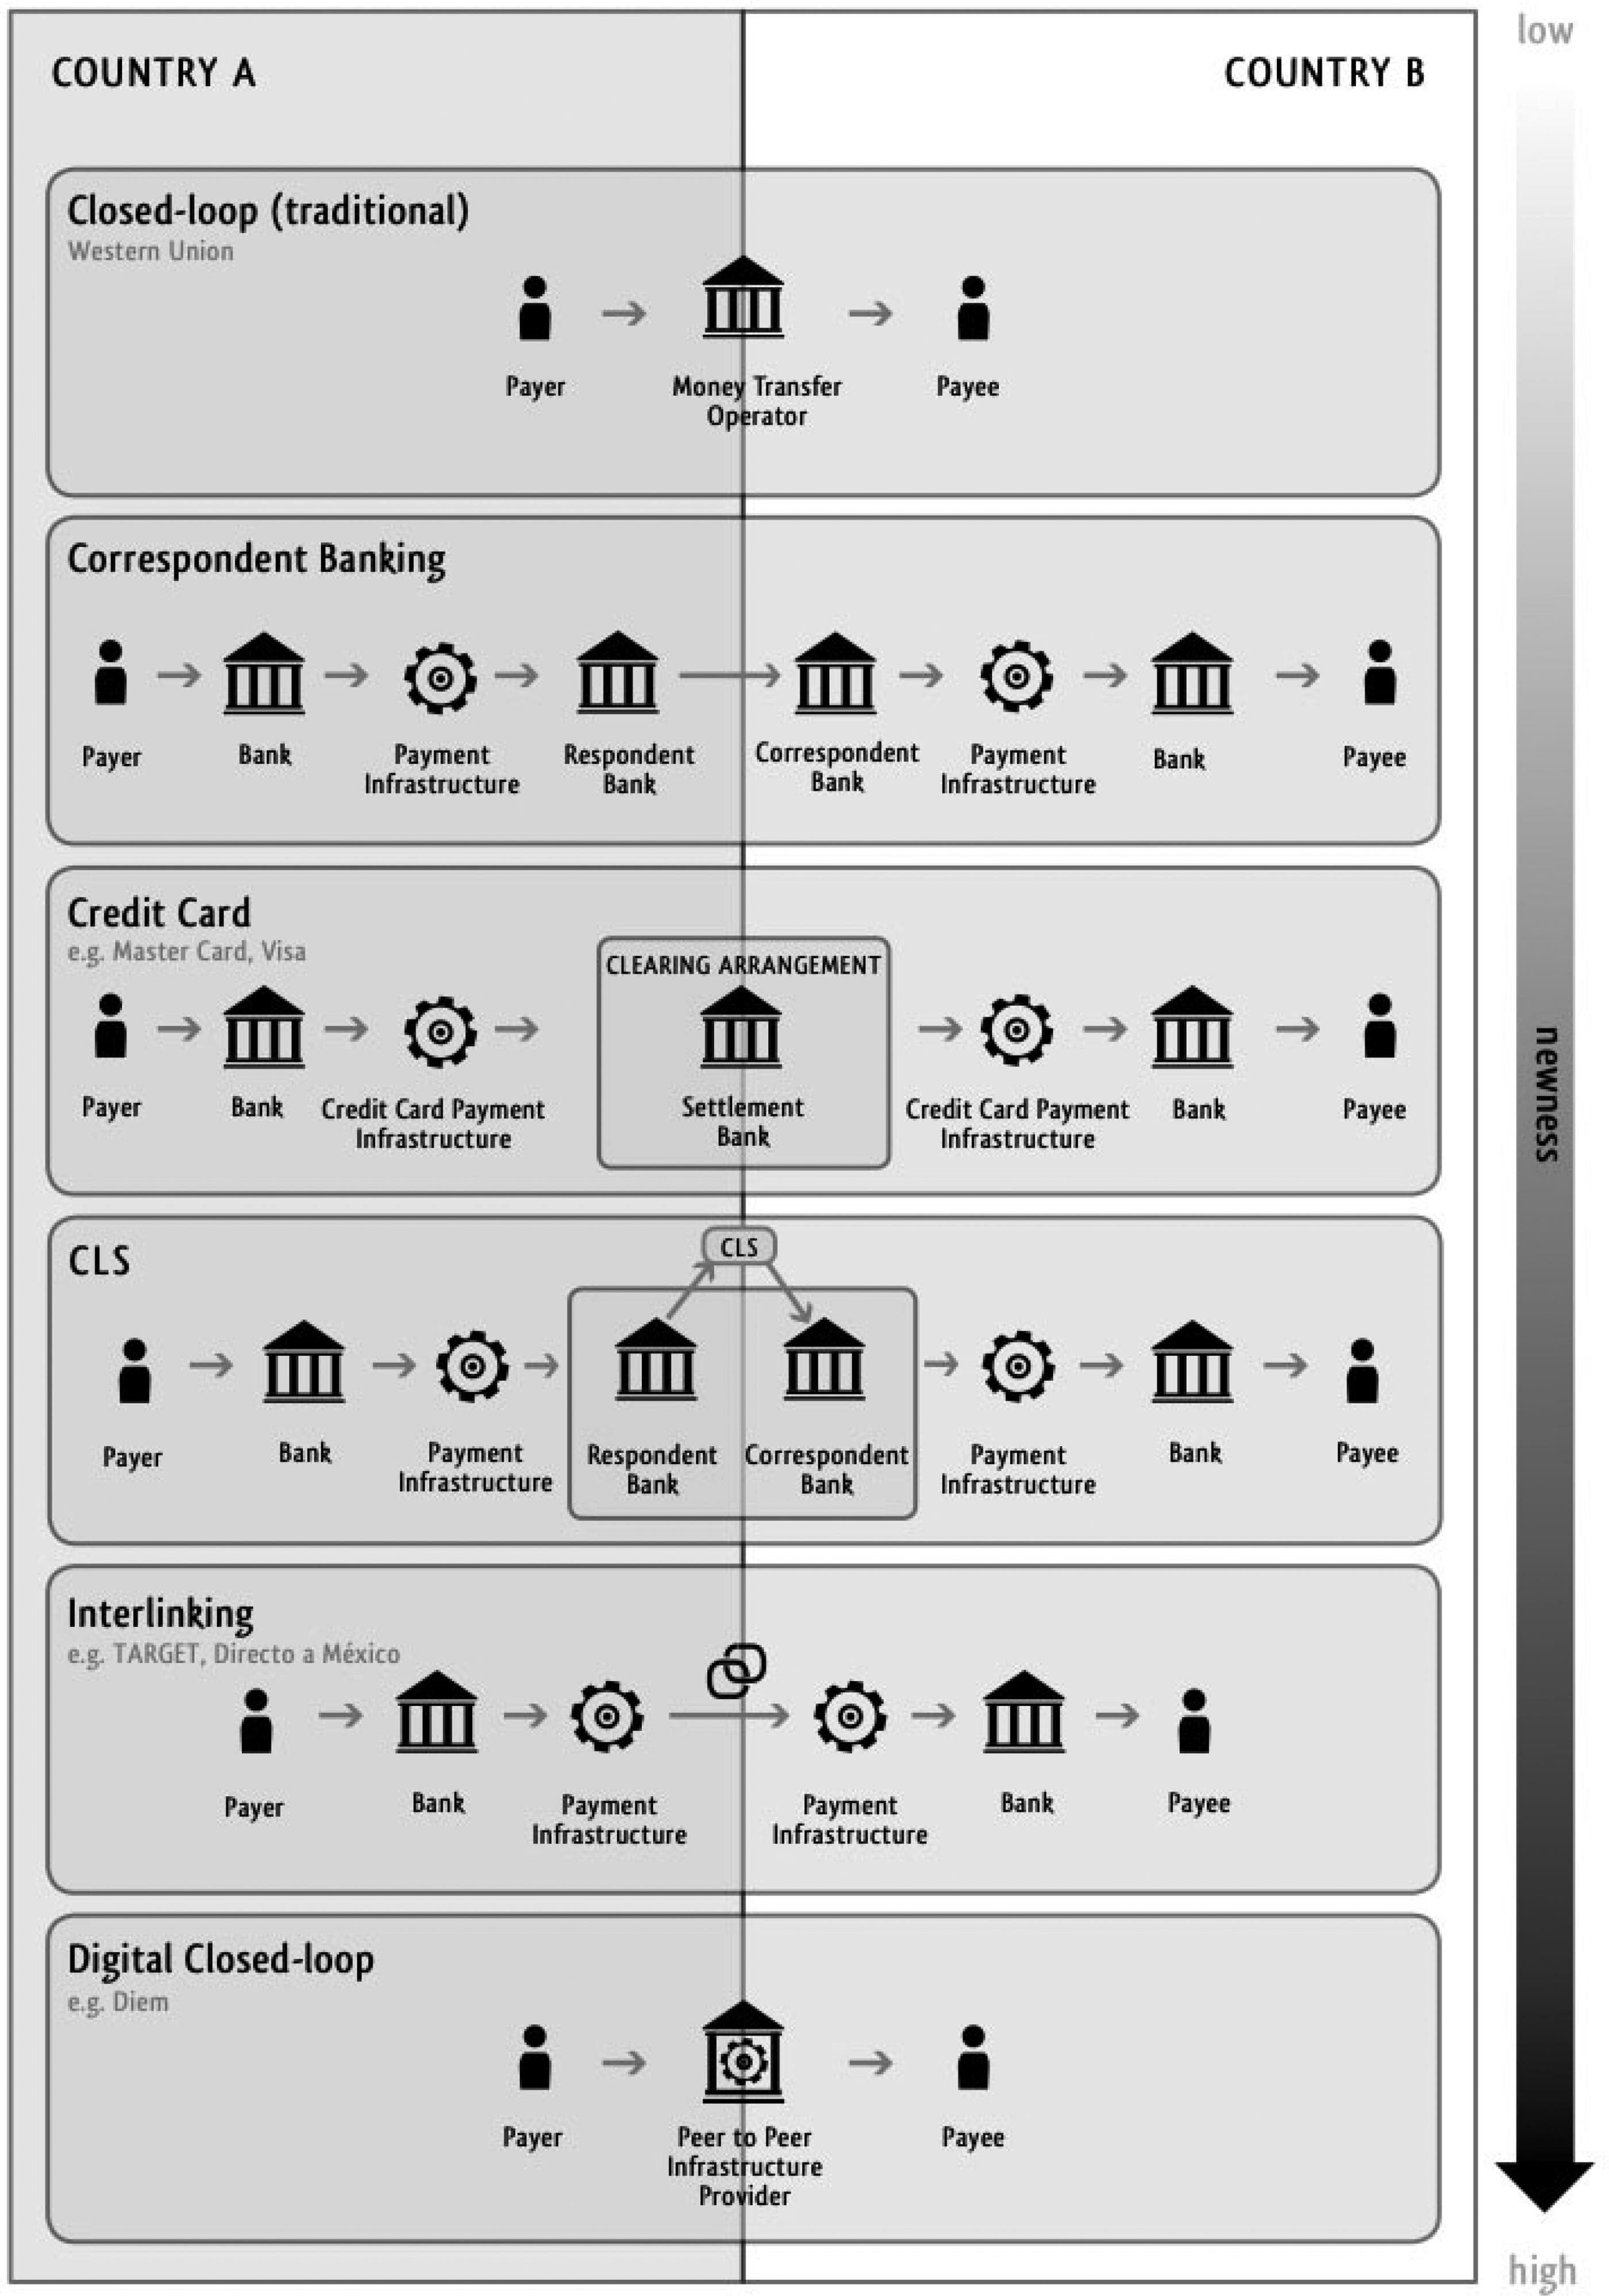 low
COUNTRY A
COUNTRY B
Closed-loop (traditional)
Western Union
Payer
Money Transfer
Operator
Payee
Correspondent Banking
Payer
Bank
Payment
Infrastructure
Respondent
Bank
Correspondent
Bank
Payment
Infrastructure
Bank
Payee
Credit Card
e.g. Master Card, Visa
CLEARING ARRANGEMENT
Payer
Bank
Credit Card Payment
Infrastructure
Settlement
Bank
Credit Card Payment
Infrastructure
Bank
Payee
newness
CLS
CLS
Payer
Bank
Payment
Infrastructure
Respondent
Bank
Correspondent
Bank
Payment
Infrastructure
Bank
Payee
Interlinking
e.g. TARGET, Directo a México
Payer
Bank
Payment
Infrastructure
Payment
Infrastructure
Bank
Payee
Digital Closed-loop
e.g. Diem
Payer
Peer to Peer
Infrastructure
Provider
Payee
high